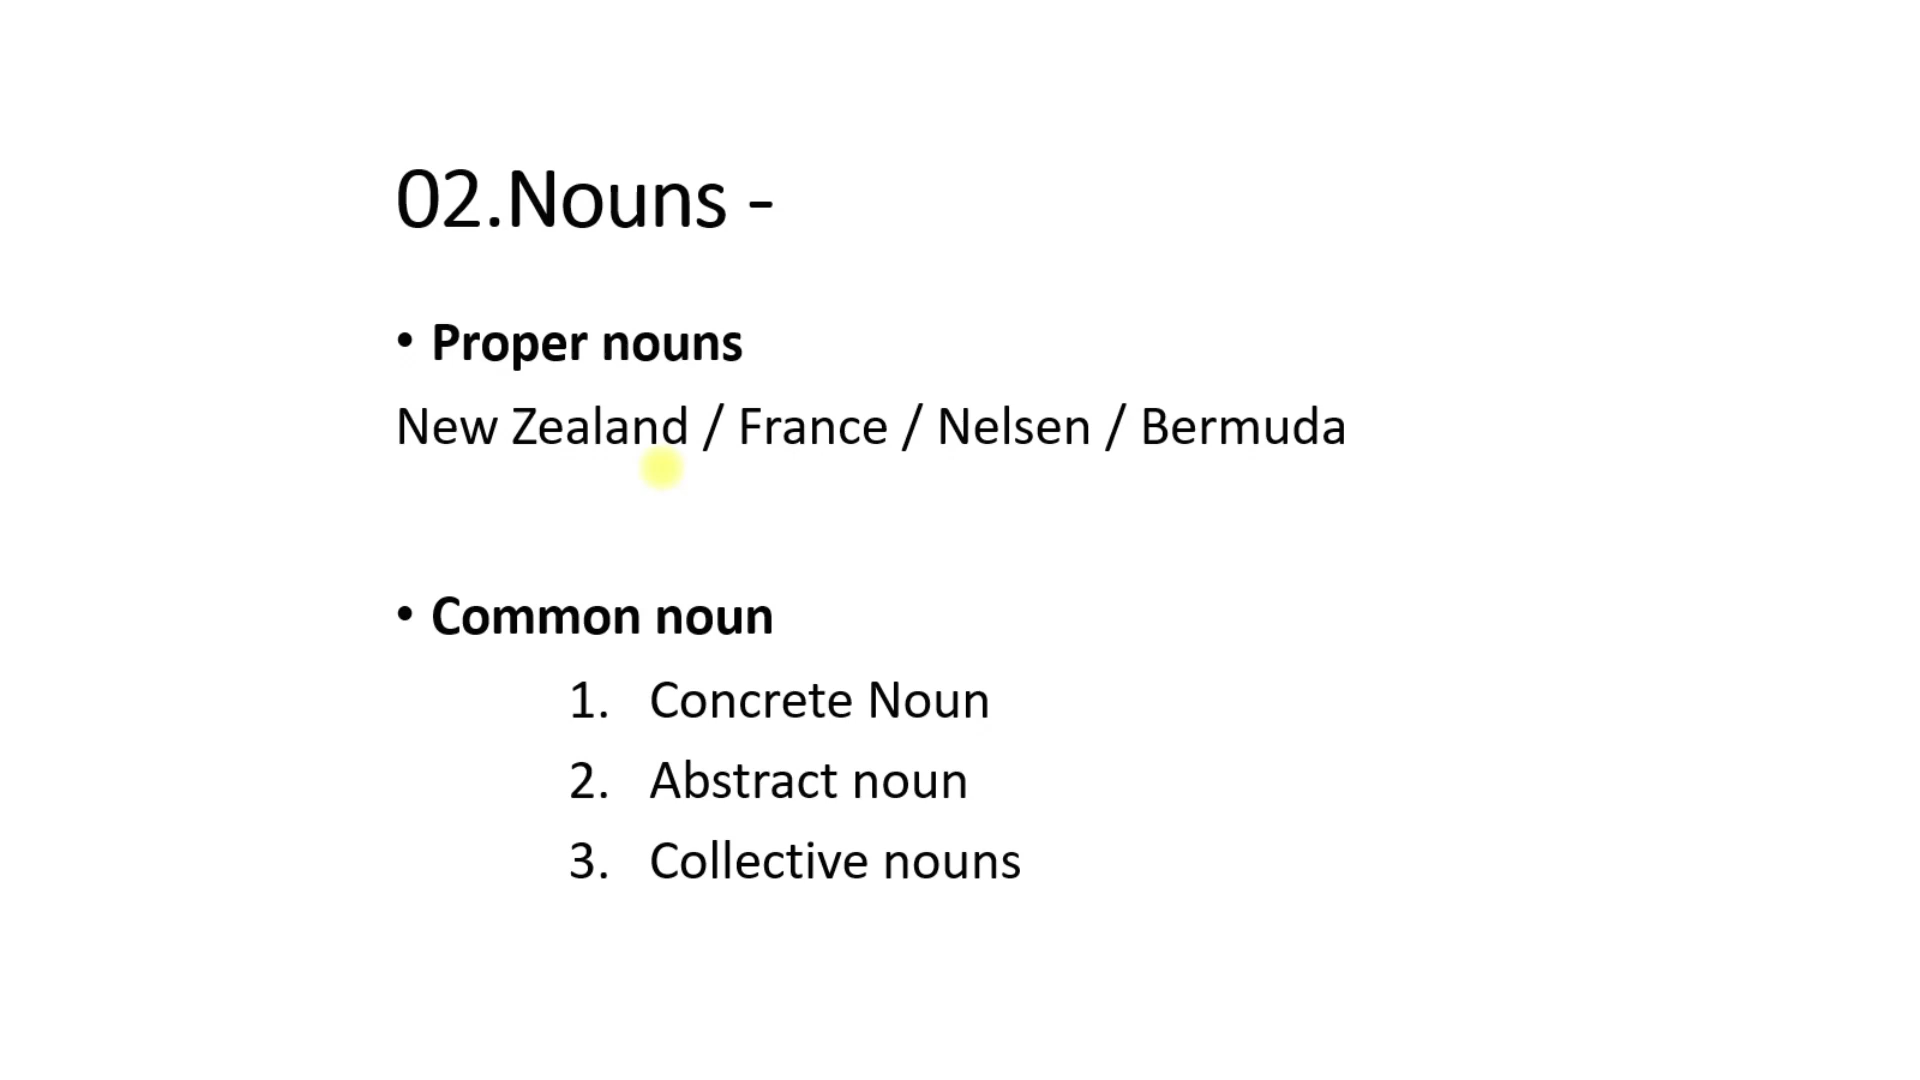 02.Nouns -
• Proper nouns
New Zealand / France / Nelsen / Bermuda
• Common noun
1. Concrete Noun
2. Abstract noun
3. Collective nouns